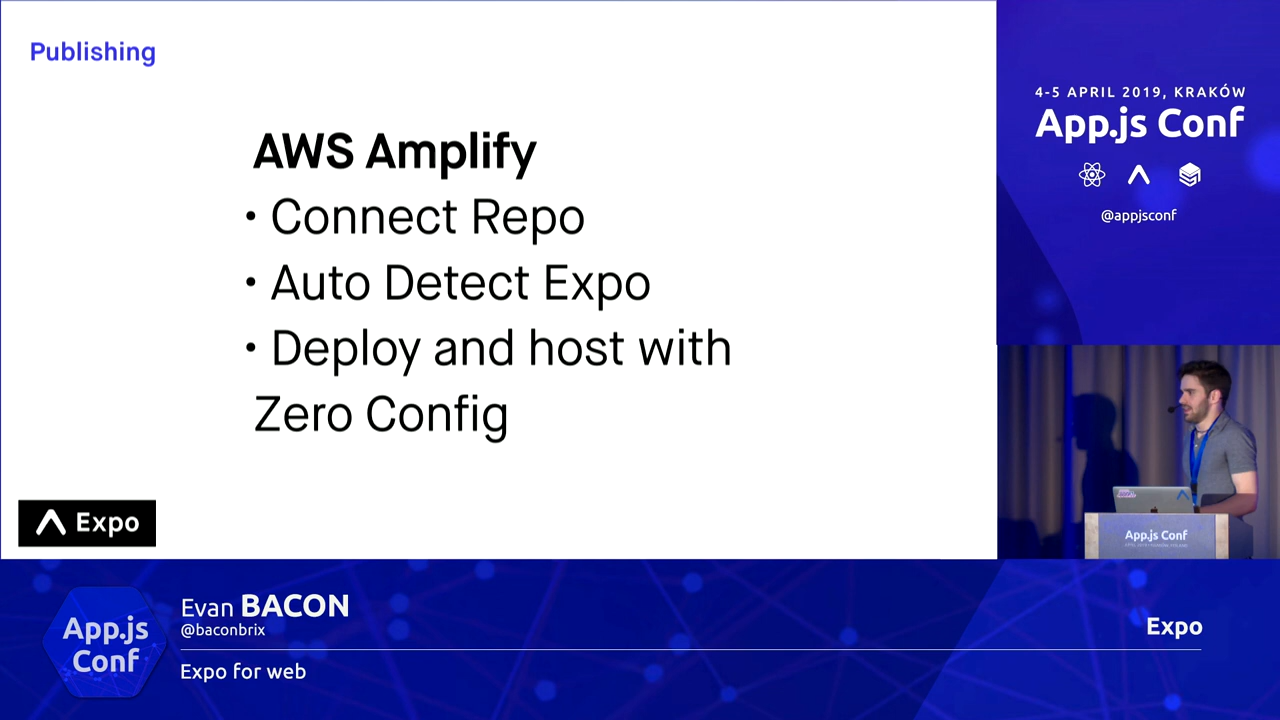 Publishing
AWS Amplify
• Connect Repo
• Auto Detect Expo
• Deploy and host with
Zero Config
Expo
4-5 APRIL 2019, KRAKÓW
App.js Conf
@appjsconf
App.js Conf
App.js
Conf
Evan BACON
@baconbrix
Expo for web
Expo